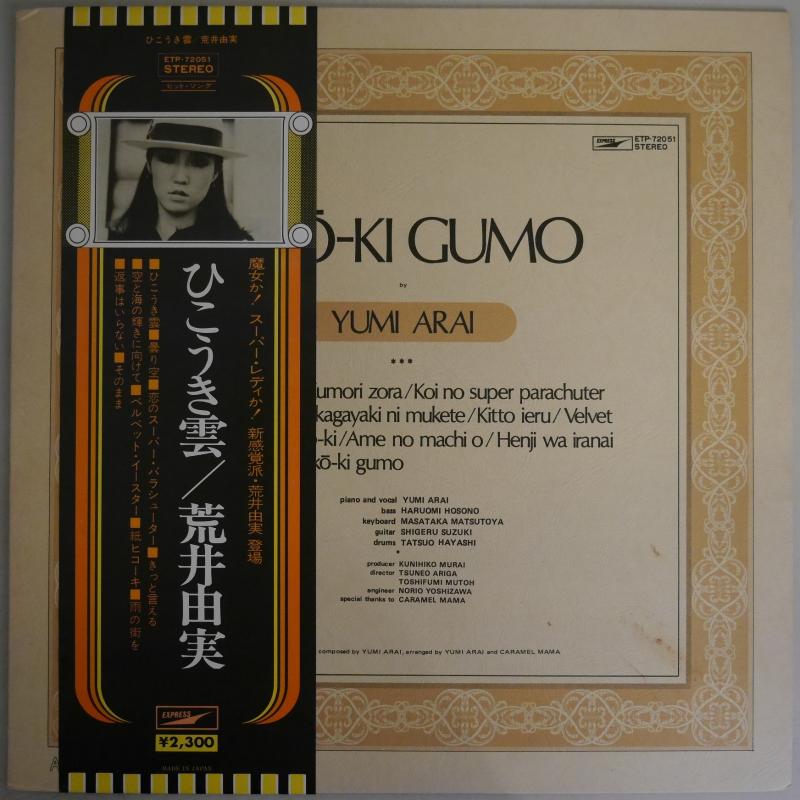 ひこうき雲/荒井由実
ETP-72051
STEREO
ヒット・ソング
魔女か!スーパー・レディか!新感覚派・荒井由実 登場
ひこうき雲/荒井由実
■ひこうき雲■曇り空■恋のスーパー・パラシューター■きっと言える
■空と海の輝きに向けて■ベルベット・イースター■紙ヒコーキ■雨の街を
■返事はいらない■そのまま
EXPRESS
¥2,300
MADE IN JAPAN
EXPRESS
ETP-72051
STEREO
Ō-KI GUMO
by
YUMI ARAI
***
umori zora/Koi no super parachuter
kagayaki ni mukete/Kitto ieru/Velvet
o-ki/Ame no machi o/Henji wa iranai
kō-ki gumo
piano and vocal YUMI ARAI
bass HARUOMI HOSONO
keyboard MASATAKA MATSUTOYA
guitar SHIGERU SUZUKI
drums TATSUO HAYASHI
*
producer KUNIHIKO MURAI
director TSUNEO ARIGA
TOSHIFUMI MUTOH
engineer NORIO YOSHIZAWA
special thanks to CARAMEL MAMA
composed by YUMI ARAI, arranged by YUMI ARAI and CARAMEL MAMA